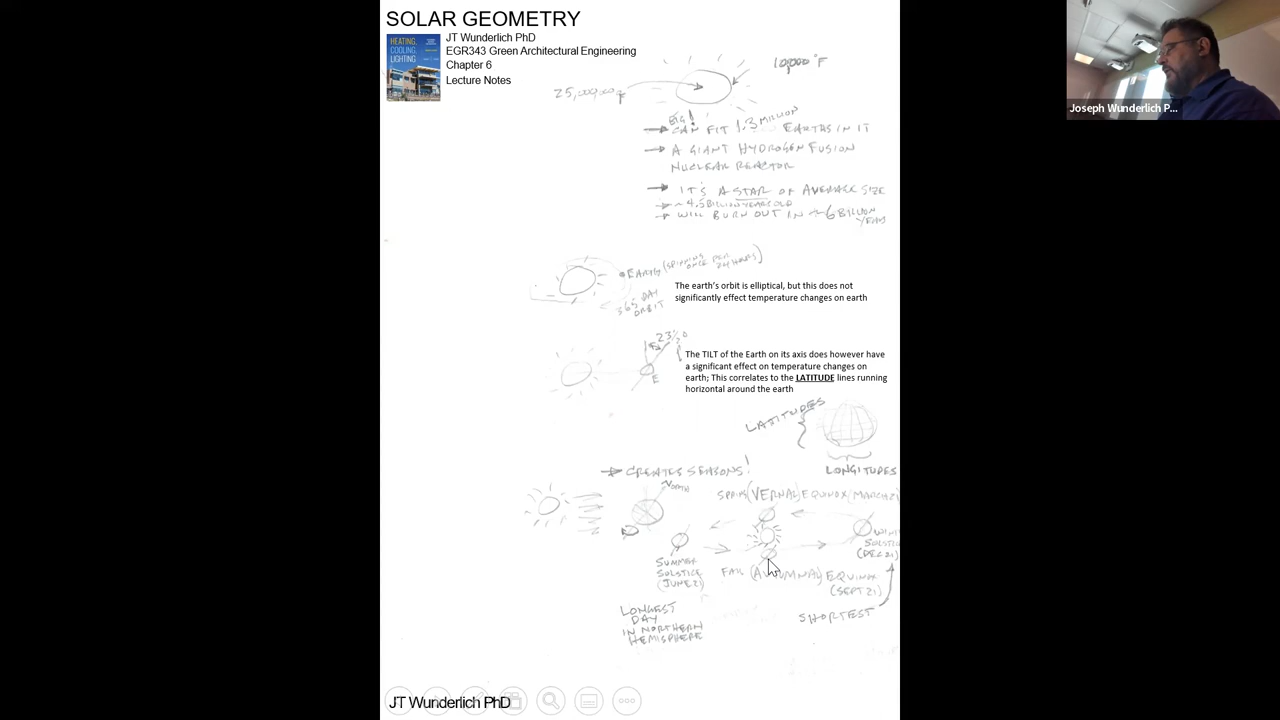 SOLAR GEOMETRY
HEATING,
COOLING,
LIGHTING
JT Wunderlich PhD
EGR343 Green Architectural Engineering
Chapter 6
Lecture Notes
Joseph Wunderlich P...
10,000 °F
25,000,000 °F
BIG!
→ CAN FIT 1.3 MILLION EARTHS IN IT
→ A GIANT HYDROGEN FUSION
NUCLEAR REACTOR
→ IT'S A STAR OF AVERAGE SIZE
→ ~4.5 BILLION YEARS OLD
→ WILL BURN OUT IN ~6 BILLION
YEARS
EARTH (SPINNING
ONCE PER
24 HOURS)
365 DAY
ORBIT
The earth's orbit is elliptical, but this does not
significantly effect temperature changes on earth
23½°
E
The TILT of the Earth on its axis does however have
a significant effect on temperature changes on
earth; This correlates to the LATITUDE lines running
horizontal around the earth
LATITUDES
LONGITUDES
→ CREATES SEASONS!
NORTH
SPRING (VERNAL) EQUINOX (MARCH 21
WIN
SOLSTI
(DEC 21)
SUMMER
SOLSTICE
(JUNE 21)
FALL (AUTUMNAL) EQUINOX
(SEPT 21)
LONGEST
DAY
IN NORTHERN
HEMISPHERE
SHORTEST
JT Wunderlich PhD